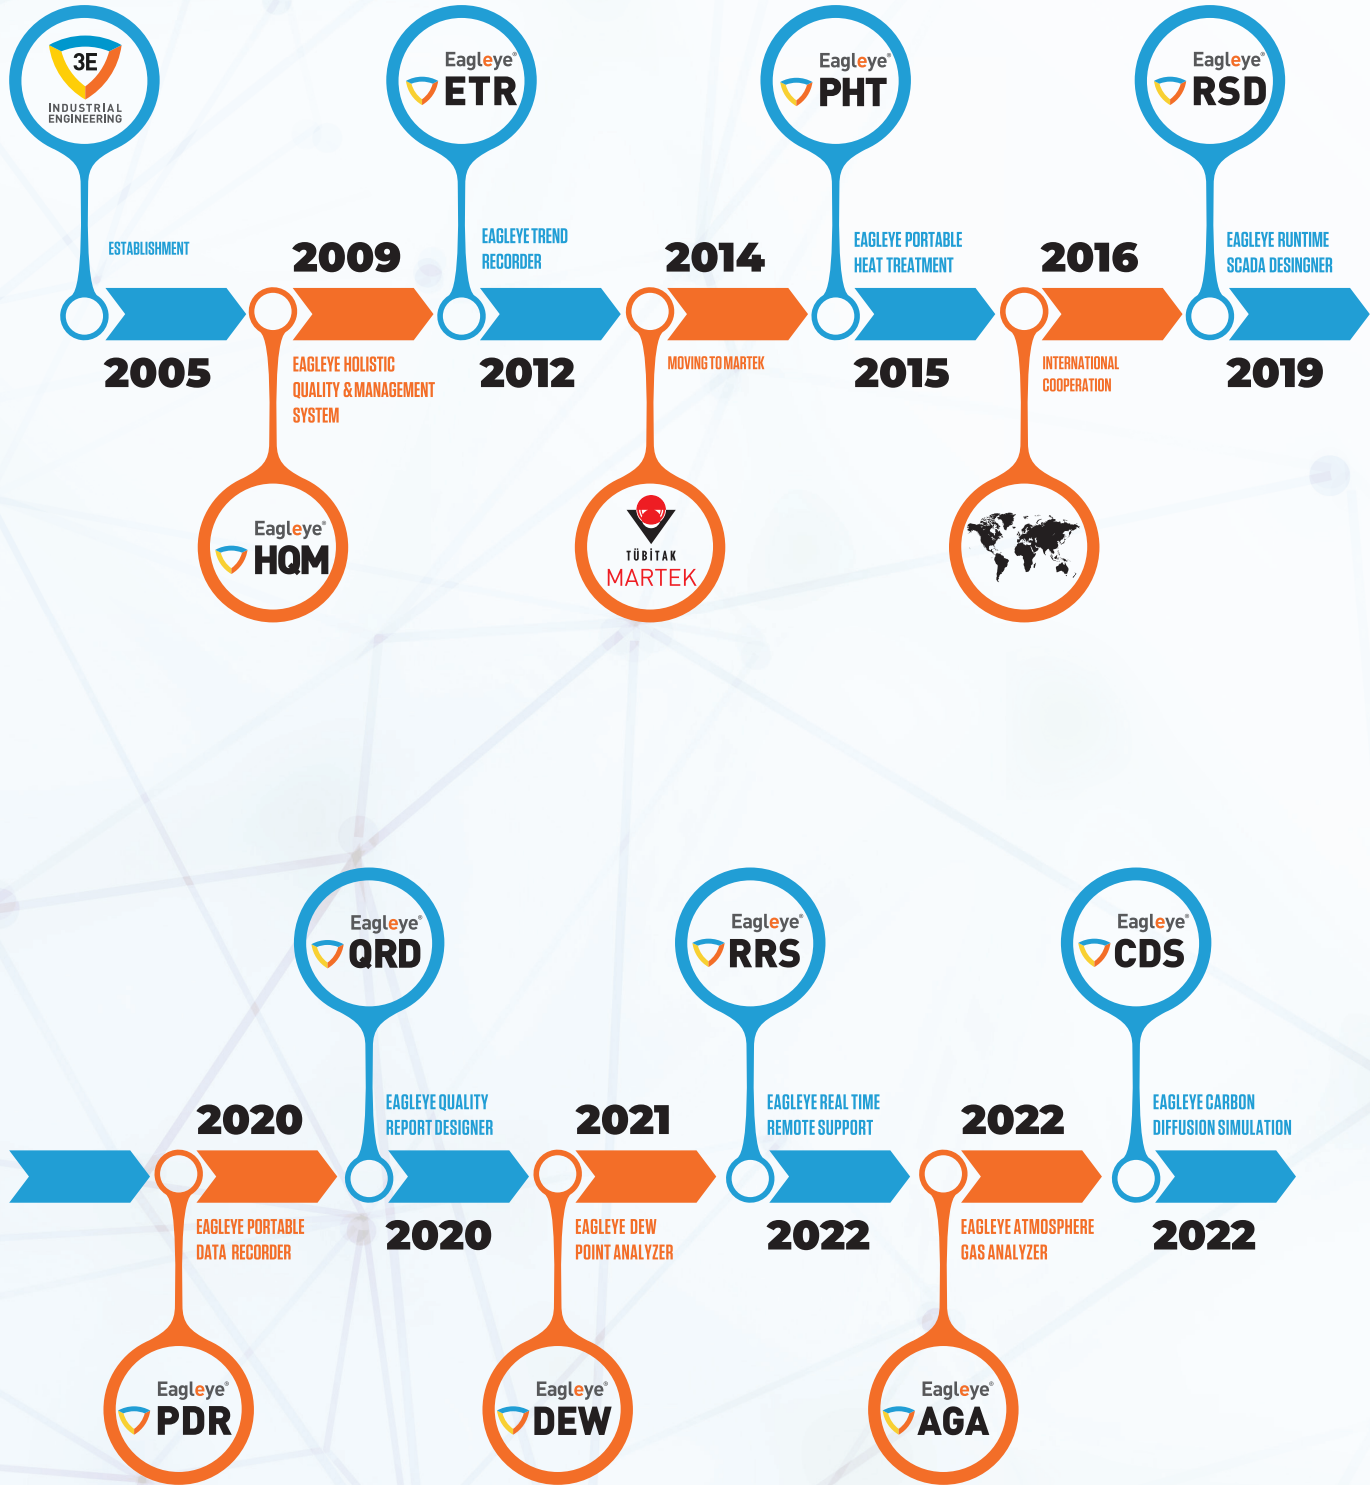 3E
INDUSTRIAL
ENGINEERING
ESTABLISHMENT
2005
2009
EAGLEYE HOLISTIC
QUALITY & MANAGEMENT
SYSTEM
Eagleye®
HQM
Eagleye®
ETR
EAGLEYE TREND
RECORDER
2012
2014
MOVING TO MARTEK
TÜBİTAK
MARTEK
Eagleye®
PHT
EAGLEYE PORTABLE
HEAT TREATMENT
2015
2016
INTERNATIONAL
COOPERATION
Eagleye®
RSD
EAGLEYE RUNTIME
SCADA DESINGNER
2019
2020
EAGLEYE PORTABLE
DATA RECORDER
Eagleye®
PDR
Eagleye®
QRD
EAGLEYE QUALITY
REPORT DESIGNER
2020
2021
EAGLEYE DEW
POINT ANALYZER
Eagleye®
DEW
Eagleye®
RRS
EAGLEYE REAL TIME
REMOTE SUPPORT
2022
2022
EAGLEYE ATMOSPHERE
GAS ANALYZER
Eagleye®
AGA
Eagleye®
CDS
EAGLEYE CARBON
DIFFUSION SIMULATION
2022